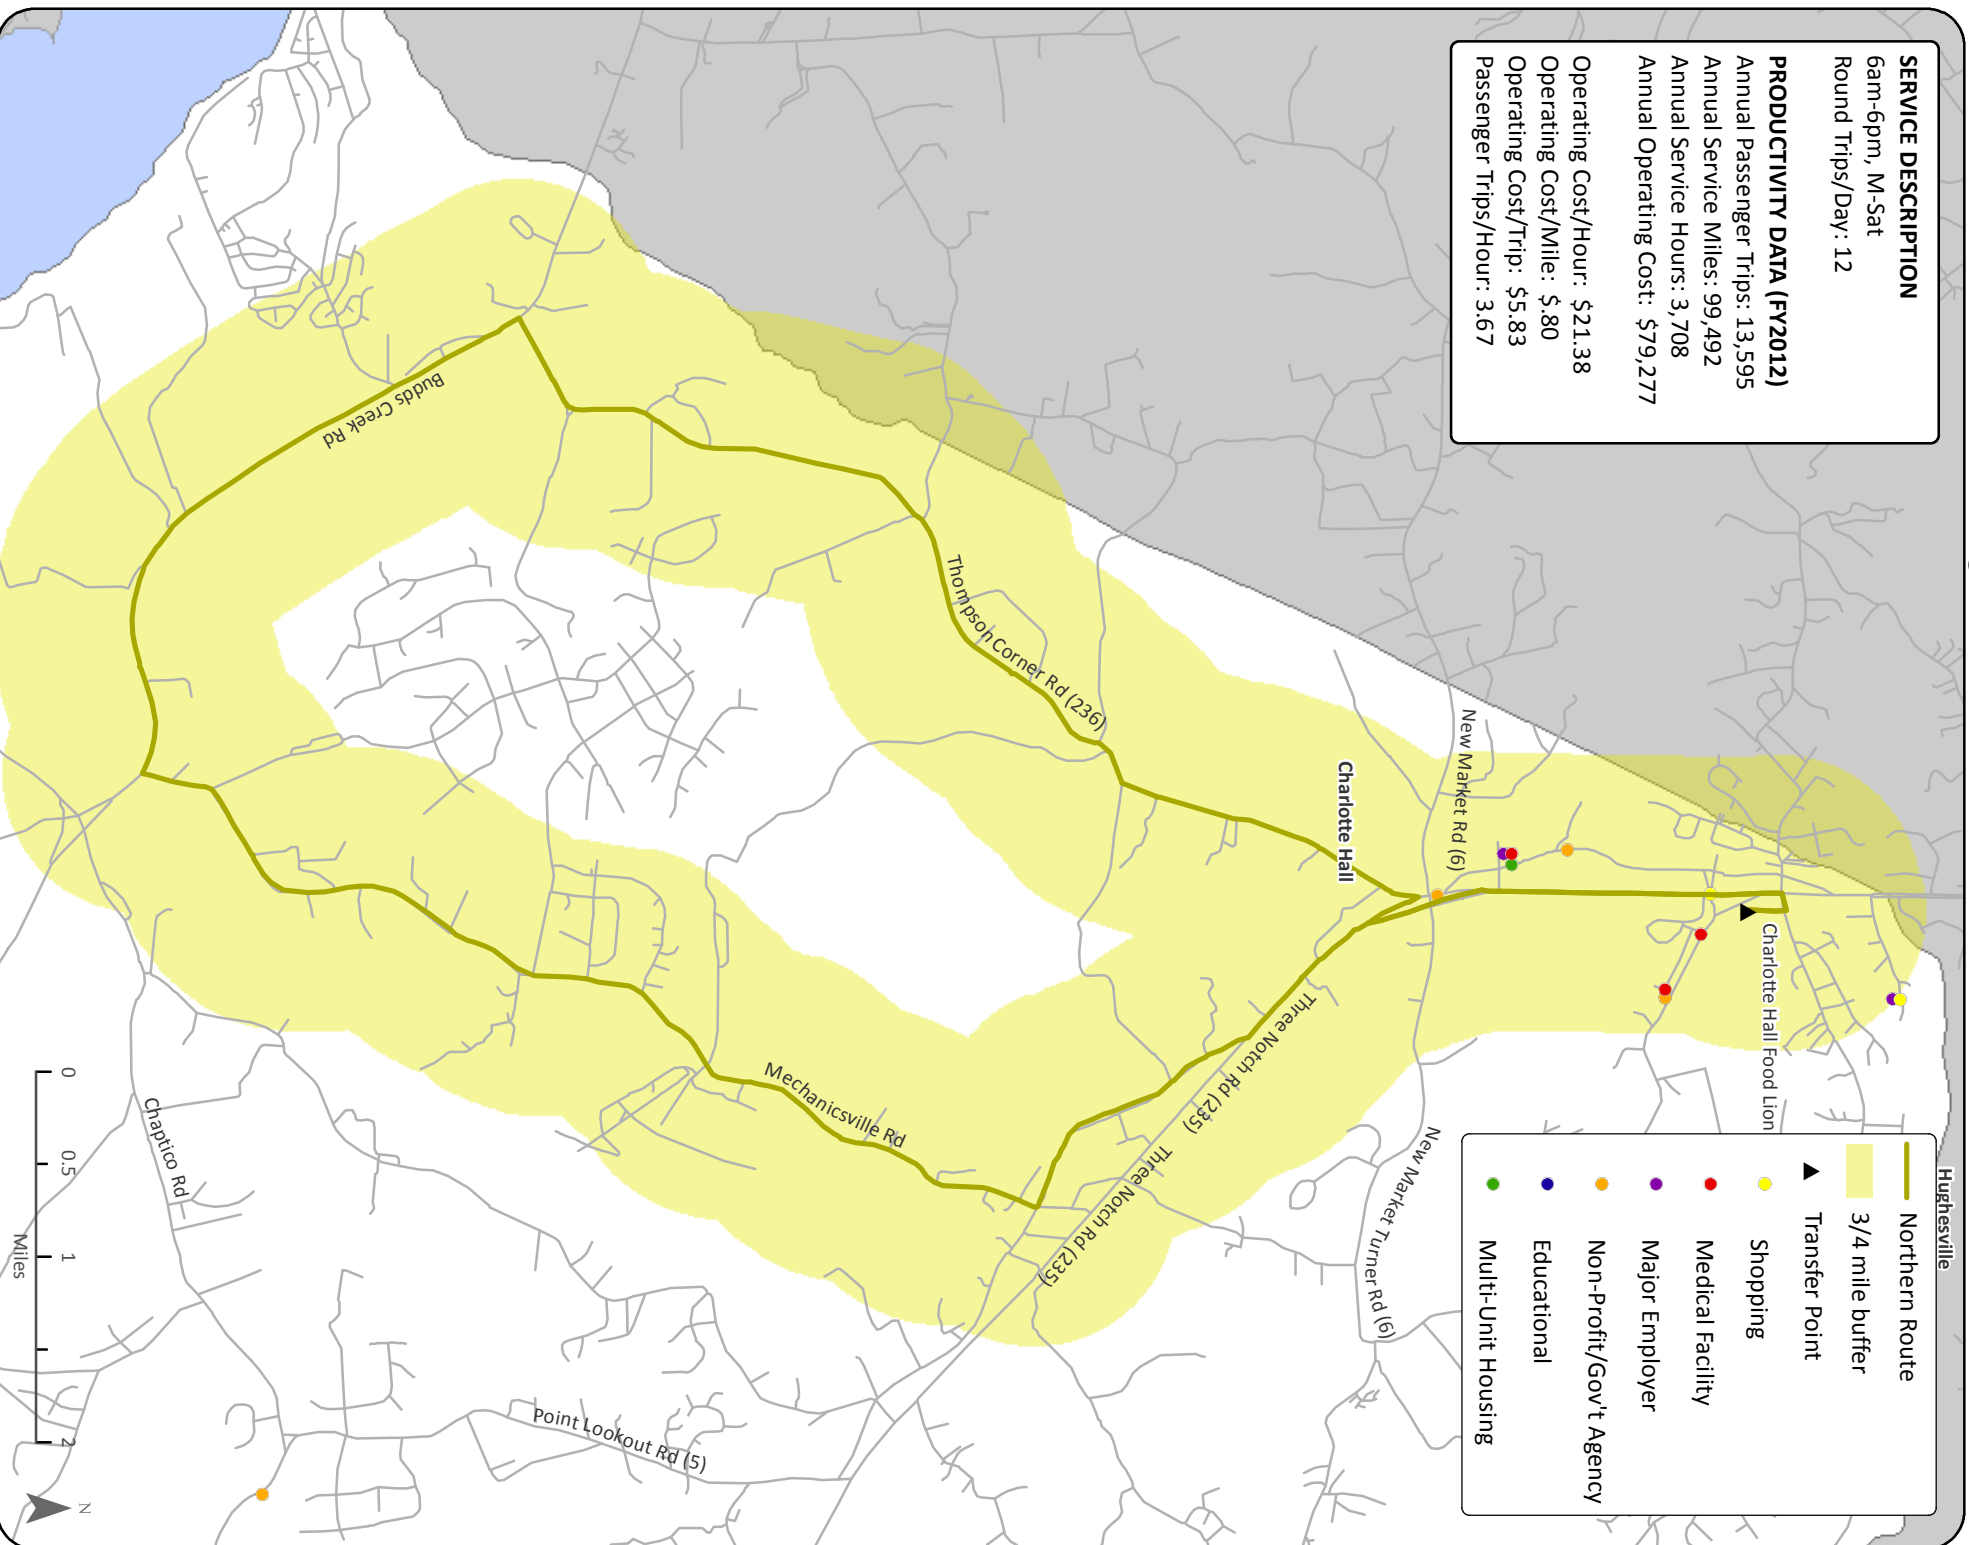 SERVICE DESCRIPTION
6am-6pm, M-Sat
Round Trips/Day: 12
PRODUCTIVITY DATA (FY2012)
Annual Passenger Trips: 13,595
Annual Service Miles: 99,492
Annual Service Hours: 3,708
Annual Operating Cost: $79,277
Operating Cost/Hour: $21.38
Operating Cost/Mile: $.80
Operating Cost/Trip: $5.83
Passenger Trips/Hour: 3.67
Hughesville
Northern Route
3/4 mile buffer
Transfer Point
Shopping
Medical Facility
Major Employer
Non-Profit/Gov't Agency
Educational
Multi-Unit Housing
Charlotte Hall Food Lion
New Market Rd (6)
Charlotte Hall
New Market Turner Rd (6)
Three Notch Rd (235)
Three Notch Rd (235)
Thompson Corner Rd (236)
Mechanicsville Rd
Budds Creek Rd
Point Lookout Rd (5)
Chaptico Rd
0 0.5 1 2
Miles
N